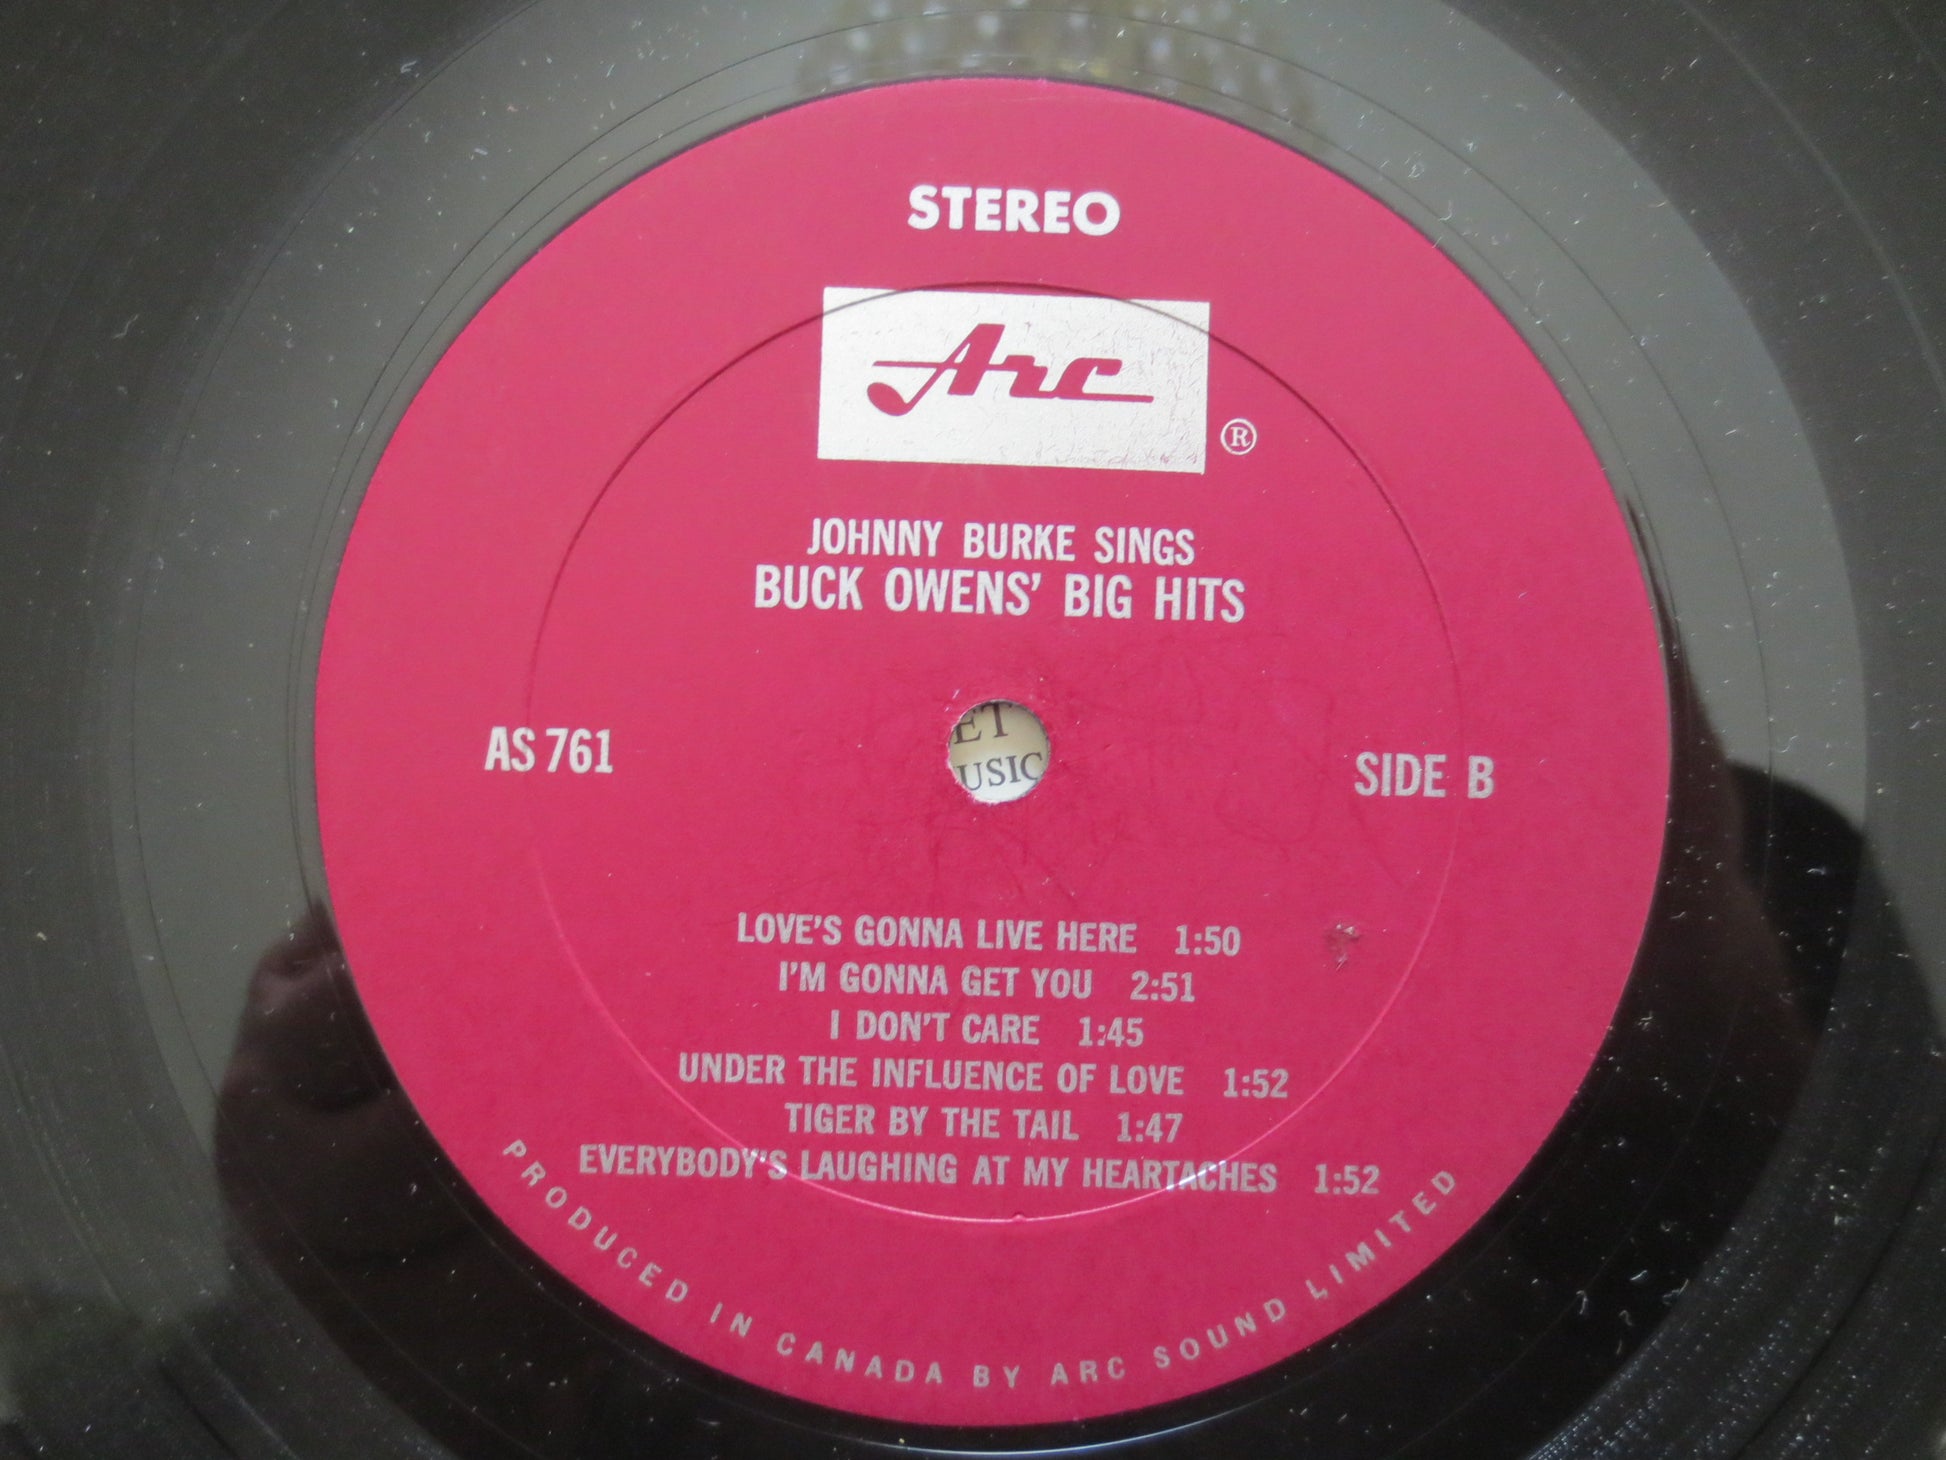 STEREO
Arc
®
JOHNNY BURKE SINGS
BUCK OWENS' BIG HITS
AS 761
ET
USIC
SIDE B
LOVE'S GONNA LIVE HERE 1:50
I'M GONNA GET YOU 2:51
I DON'T CARE 1:45
UNDER THE INFLUENCE OF LOVE 1:52
TIGER BY THE TAIL 1:47
EVERYBODY'S LAUGHING AT MY HEARTACHES 1:52
PRODUCED IN CANADA BY ARC SOUND LIMITED